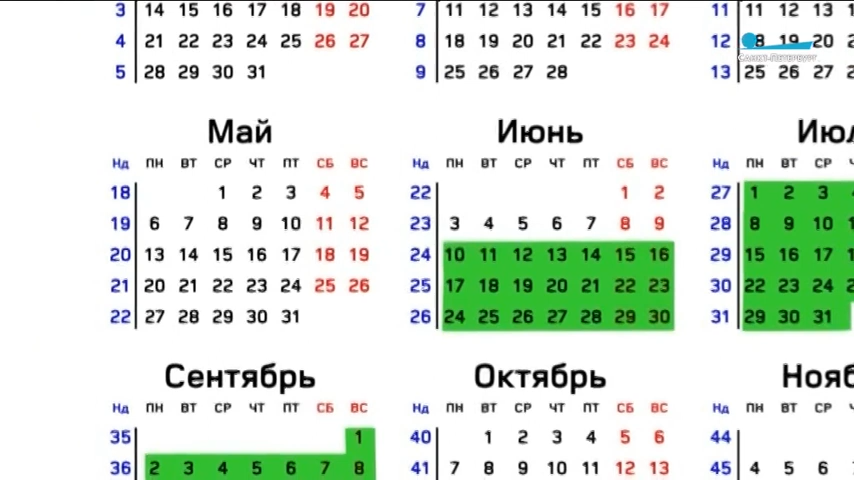 3 14 15 16 17 18 19 20
4 21 22 23 24 25 26 27
5 28 29 30 31
7 11 12 13 14 15 16 17
8 18 19 20 21 22 23 24
9 25 26 27 28
11 11 12 13
12 18 19 20
13 25 26 27
САНКТ-ПЕТЕРБУРГ
Май
Нд ПН ВТ СР ЧТ ПТ СБ ВС
18 1 2 3 4 5
19 6 7 8 9 10 11 12
20 13 14 15 16 17 18 19
21 20 21 22 23 24 25 26
22 27 28 29 30 31
Июнь
Нд ПН ВТ СР ЧТ ПТ СБ ВС
22 1 2
23 3 4 5 6 7 8 9
24 10 11 12 13 14 15 16
25 17 18 19 20 21 22 23
26 24 25 26 27 28 29 30
Июл
Нд ПН ВТ СР
27 1 2 3
28 8 9 10
29 15 16 17
30 22 23 24
31 29 30 31
Сентябрь
Нд ПН ВТ СР ЧТ ПТ СБ ВС
35 1
36 2 3 4 5 6 7 8
Октябрь
Нд ПН ВТ СР ЧТ ПТ СБ ВС
40 1 2 3 4 5 6
41 7 8 9 10 11 12 13
Нояб
Нд ПН ВТ СР
44
45 4 5 6